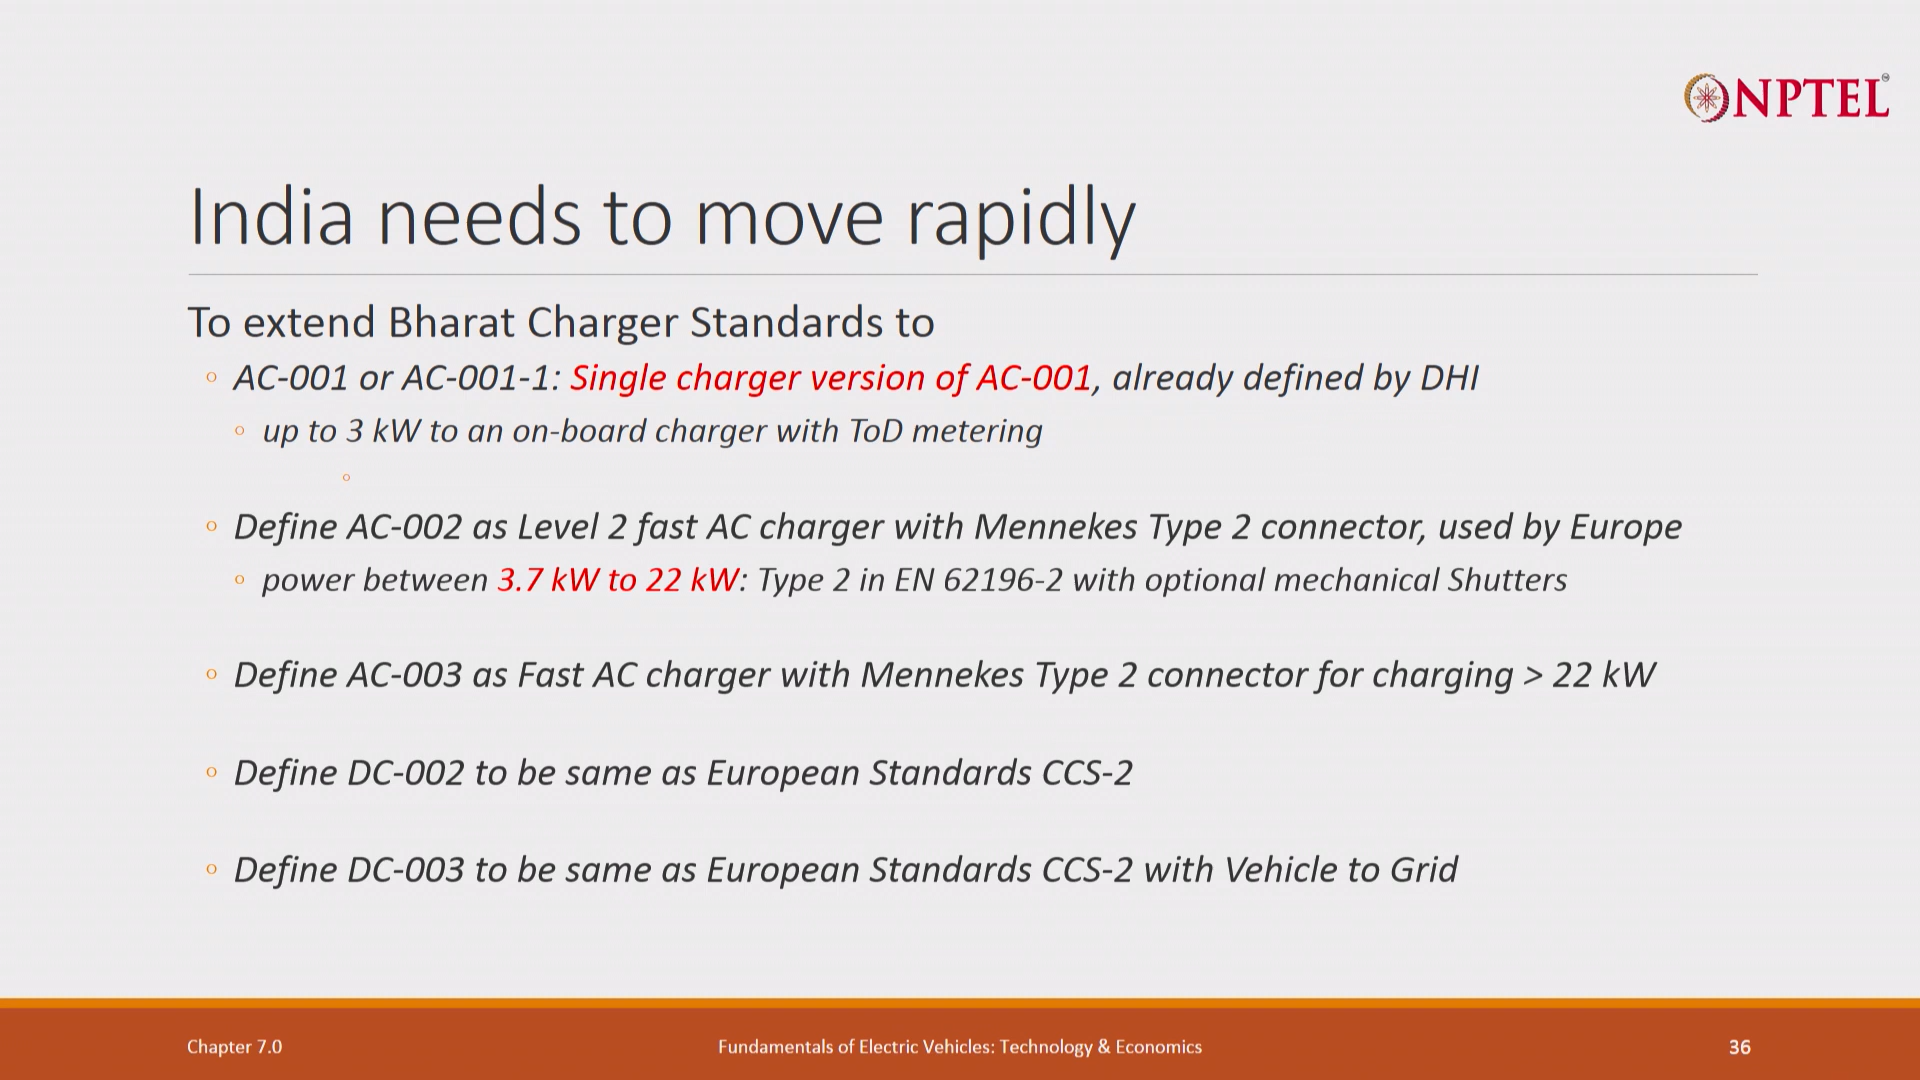 NPTEL™
India needs to move rapidly
To extend Bharat Charger Standards to
◦ AC-001 or AC-001-1: Single charger version of AC-001, already defined by DHI
◦ up to 3 kW to an on-board charger with ToD metering
◦
◦ Define AC-002 as Level 2 fast AC charger with Mennekes Type 2 connector, used by Europe
◦ power between 3.7 kW to 22 kW: Type 2 in EN 62196-2 with optional mechanical Shutters
◦ Define AC-003 as Fast AC charger with Mennekes Type 2 connector for charging > 22 kW
◦ Define DC-002 to be same as European Standards CCS-2
◦ Define DC-003 to be same as European Standards CCS-2 with Vehicle to Grid
Chapter 7.0
Fundamentals of Electric Vehicles: Technology & Economics
36